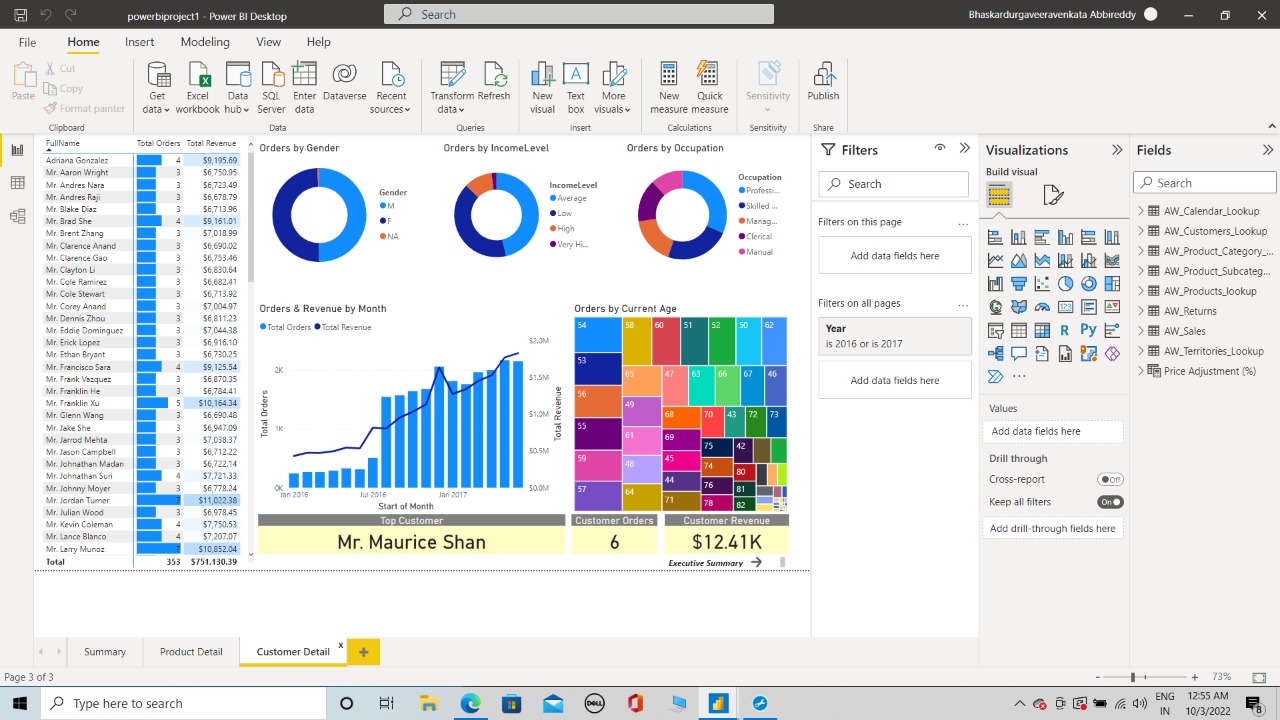 powerbiproject1 - Power BI Desktop
Search
Bhaskardurgaveeravenkata Abbireddy
File Home Insert Modeling View Help
Paste
Cut
Copy
Format painter
Clipboard
Get data
Excel workbook
Data hub
SQL Server
Enter data
Dataverse
Recent sources
Data
Transform data
Refresh
Queries
New visual
Text box
More visuals
Insert
New measure
Quick measure
Calculations
Sensitivity
Sensitivity
Publish
Share
FullName Total Orders Total Revenue
Adriana Gonzalez 4 $9,195.69
Mr. Aaron Wright 3 $6,750.95
Mr. Andres Nara 3 $6,723.49
Mr. Andres Raji 3 $6,678.79
Mr. Blake Diaz 3 $6,713.96
Mr. Brad She 4 $9,161.01
Mr. Brent Zhang 3 $7,018.99
Mr. Clarence Anand 3 $6,690.02
Mr. Clarence Gao 3 $6,753.46
Mr. Clayton Li 3 $6,830.64
Mr. Cole Ramirez 3 $6,682.41
Mr. Cole Stewart 3 $6,713.92
Mr. Corey Anand 3 $7,004.97
Mr. Dennis Zhou 3 $6,811.23
Mr. Eddie Dominguez 3 $7,044.38
Mr. Erick Lopez 3 $6,916.10
Mr. Ethan Bryant 3 $6,730.25
Mr. Francisco Sara 4 $9,125.54
Mr. Frank Vazquez 3 $6,870.35
Mr. Franklin He 3 $6,784.41
Mr. Franklin Xu 5 $10,164.34
Mr. Glenn Wang 3 $6,690.48
Mr. Jake She 3 $6,947.09
Mr. Jarrod Mehta 3 $7,038.37
Mr. Jason Campbell 3 $6,712.22
Mr. Johnathan Madan 3 $6,722.14
Mr. Johnathan Suri 4 $7,721.33
Mr. Johnny Moyer 3 $6,778.24
Mr. Jordan Turner 7 $11,022.38
Mr. Julian Wood 3 $6,978.45
Mr. Kevin Coleman 4 $7,750.53
Mr. Lance Blanco 4 $7,207.07
Mr. Larry Munoz 7 $10,852.04
Total 353 $751,130.39
Orders by Gender
Gender
M
F
NA
Orders by IncomeLevel
IncomeLevel
Average
Low
High
Very Hi...
Orders by Occupation
Occupation
Professi...
Skilled ...
Manag...
Clerical
Manual
Orders & Revenue by Month
Total Orders Total Revenue
Total Orders
2K
1K
0K
$2.0M
$1.5M
$1.0M
$0.5M
$0.0M
Total Revenue
Jan 2016 Jul 2016 Jan 2017
Start of Month
Orders by Current Age
54 58 60 51 52 50 62
53 65 47 63 66 67 46
56 49 68 70 43 72 73
55 61 69 75 42
59 48 45 74 80
57 64 44 76 81
71 78 82
Top Customer
Mr. Maurice Shan
Customer Orders
6
Customer Revenue
$12.41K
Executive Summary
Filters
Search
Filters on this page
Add data fields here
Filters on all pages
Year
is 2016 or is 2017
Add data fields here
Visualizations
Build visual
R Py
123
Values
Add data fields here
Drill through
Cross-report Off
Keep all filters On
Add drill-through fields here
Fields
Search
AW_Calendar_Lookup
AW_Customers_Lookup
AW_Product_Category_...
AW_Product_Subcateg...
AW_Products_lookup
AW_Returns
AW_Sales
AW_Territories_Lookup
Price Adjustment (%)
Summary Product Detail Customer Detail x +
Page 3 of 3
- + 73%
Type here to search
DELL
ENG
IN
12:55 AM
10/3/2022
8